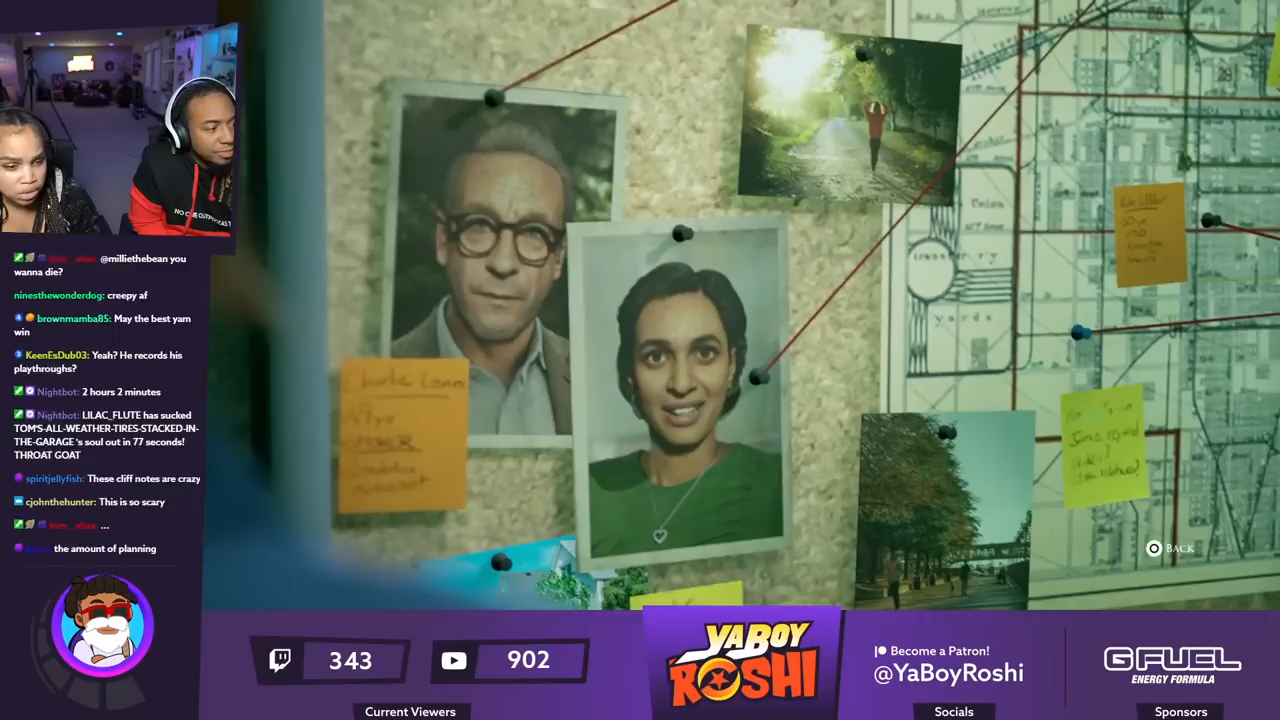 @milliethebean you
wanna die?
ninesthewonderdog: creepy af
brownmamba85: May the best yam
win
KeenEsDub03: Yeah? He records his
playthroughs?
Nightbot: 2 hours 2 minutes
Nightbot: LILAC_FLUTE has sucked
TOM'S-ALL-WEATHER-TIRES-STACKED-IN-
THE-GARAGE 's soul out in 77 seconds!
THROAT GOAT
spiritjellyfish: These cliff notes are crazy
cjohnthehunter: This is so scary
...
the amount of planning
Union
yards
BACK
343
902
Current Viewers
YABOY
ROSHI
Become a Patron!
@YaBoyRoshi
Socials
G FUEL
ENERGY FORMULA
Sponsors